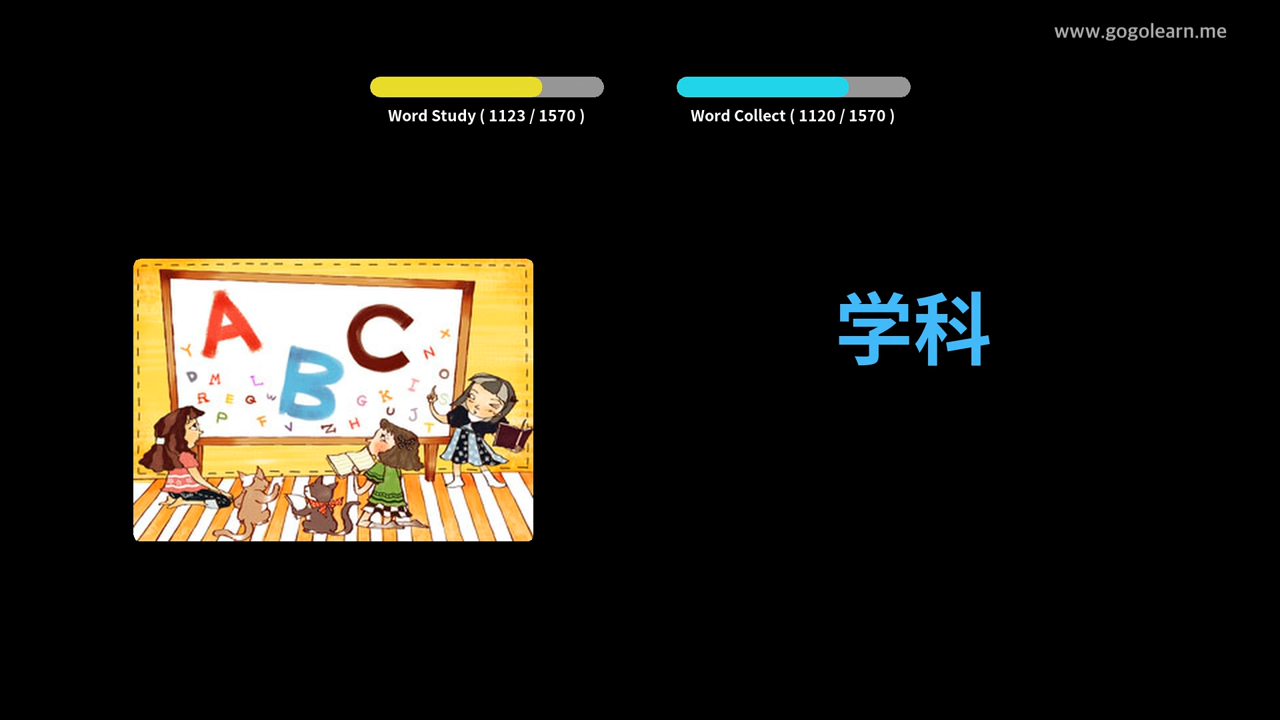 www.gogolearn.me
Word Study ( 1123 / 1570 )
Word Collect ( 1120 / 1570 )
学科
A
B
C
Y
X
N
D
M
L
I
O
R
E
Q
W
G
K
S
P
F
V
Z
H
U
J
T